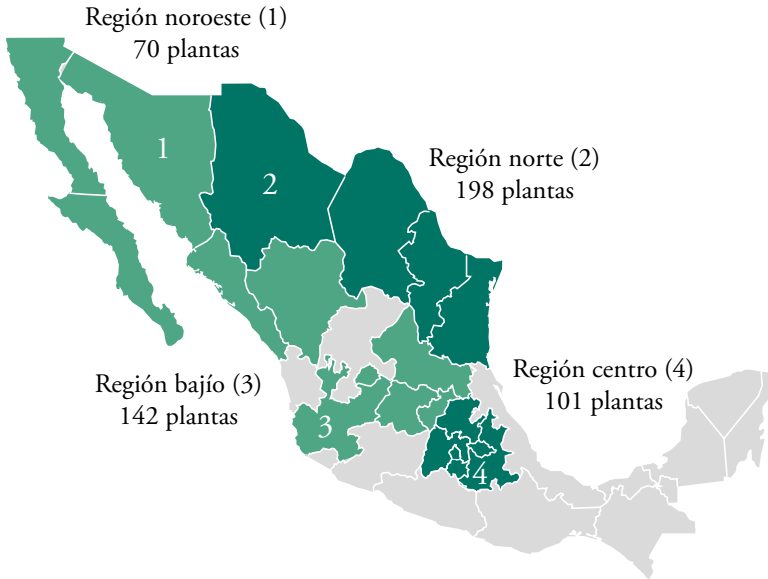 Región noroeste (1)
70 plantas
1
2
Región norte (2)
198 plantas
Región bajío (3)
142 plantas
Región centro (4)
101 plantas
3
4